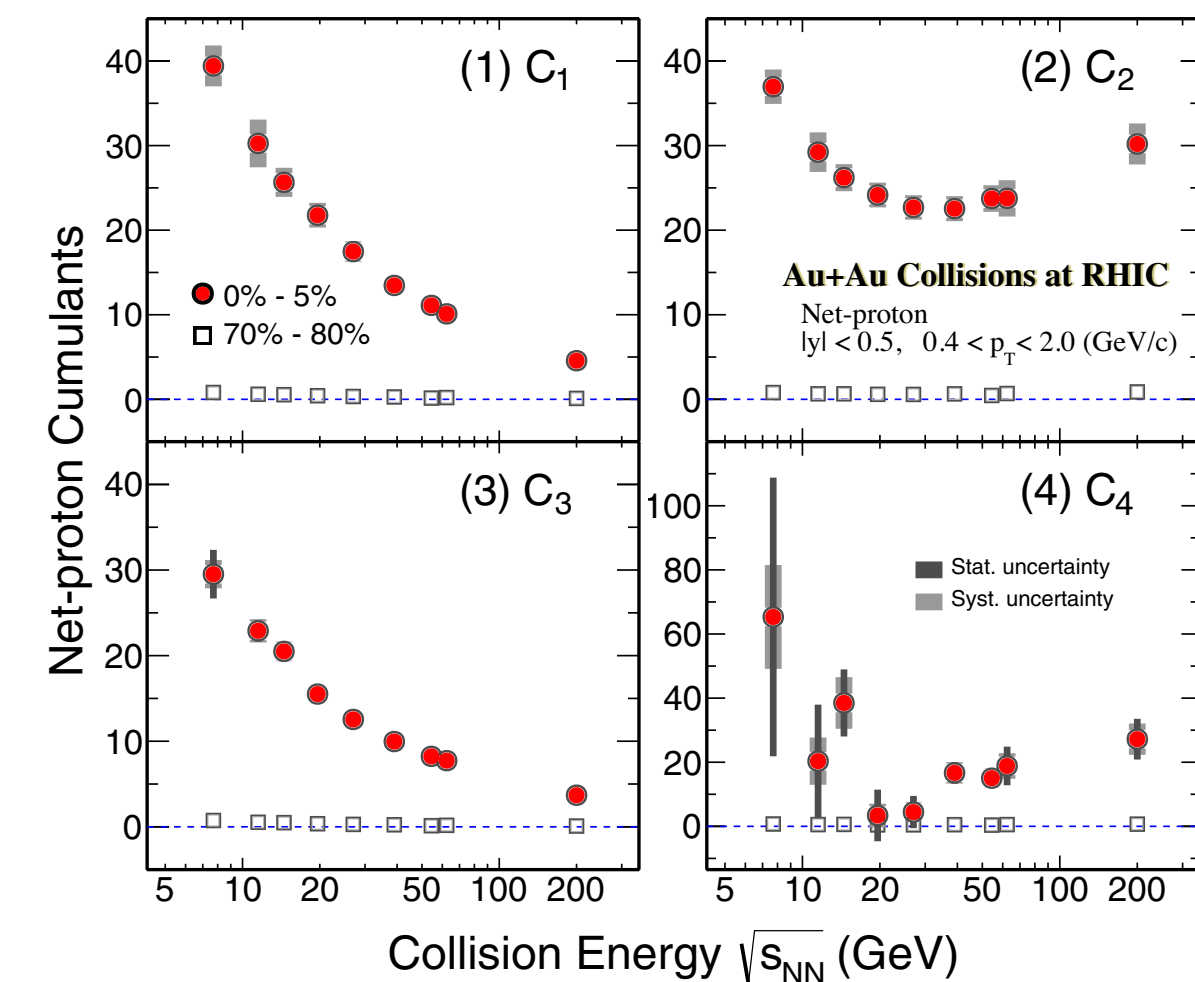 Net-proton Cumulants
(1) C1
40
30
20
10
0
0% - 5%
70% - 80%
(2) C2
40
30
20
10
0
Au+Au Collisions at RHIC
Net-proton
|y| < 0.5, 0.4 < pT < 2.0 (GeV/c)
(3) C3
40
30
20
10
0
5 10 20 50 100 200
(4) C4
100
80
60
40
20
0
Stat. uncertainty
Syst. uncertainty
5 10 20 50 100 200
Collision Energy √sNN (GeV)